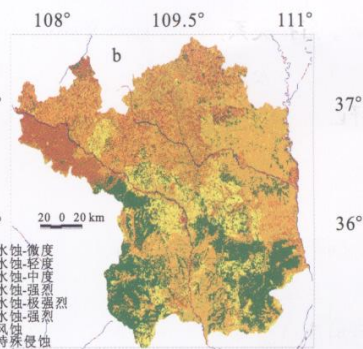 108° 109.5° 111°
b
37°
20 0 20 km
36°
水蚀-微度
水蚀-轻度
水蚀-中度
水蚀-强烈
水蚀-极强烈
水蚀-强烈
风蚀
特殊侵蚀